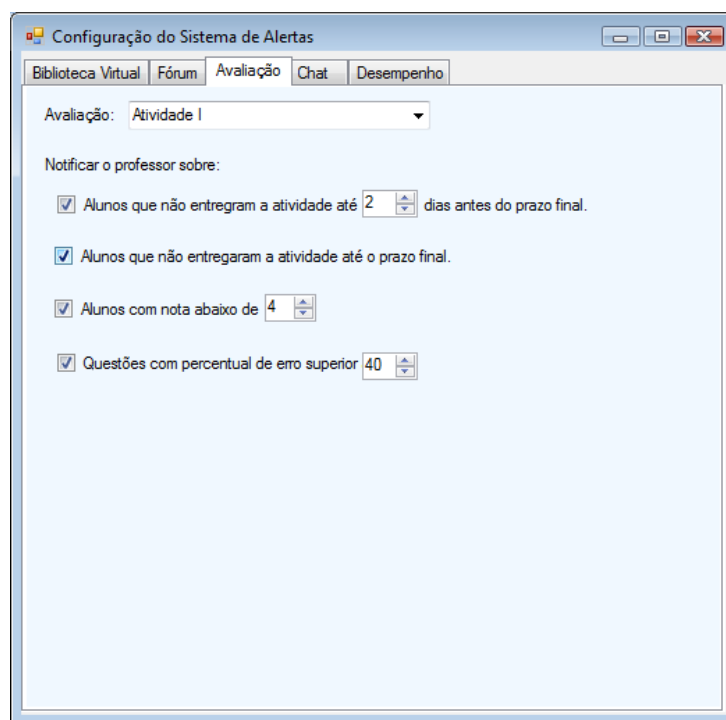 Configuração do Sistema de Alertas
Biblioteca Virtual Fórum Avaliação Chat Desempenho
Avaliação: Atividade I
Notificar o professor sobre:
Alunos que não entregram a atividade até 2 dias antes do prazo final.
Alunos que não entregaram a atividade até o prazo final.
Alunos com nota abaixo de 4
Questões com percentual de erro superior 40